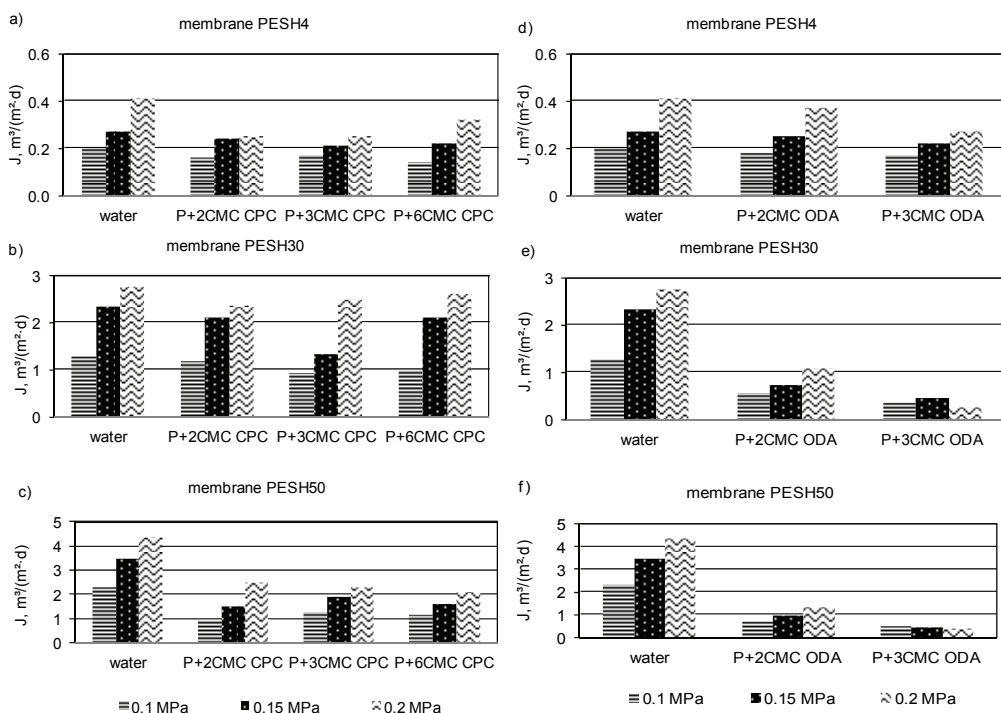 a)
membrane PESH4
J, m³/(m²·d)
0.6
0.4
0.2
0.0
water P+2CMC CPC P+3CMC CPC P+6CMC CPC
b)
membrane PESH30
J, m³/(m²·d)
3
2
1
0
water P+2CMC CPC P+3CMC CPC P+6CMC CPC
c)
membrane PESH50
J, m³/(m²·d)
5
4
3
2
1
0
water P+2CMC CPC P+3CMC CPC P+6CMC CPC
0.1 MPa 0.15 MPa 0.2 MPa
d)
membrane PESH4
J, m³/(m²·d)
0.6
0.4
0.2
0.0
water P+2CMC ODA P+3CMC ODA
e)
membrane PESH30
J, m³/(m²·d)
3
2
1
0
water P+2CMC ODA P+3CMC ODA
f)
membrane PESH50
J, m³/(m²·d)
5
4
3
2
1
0
water P+2CMC ODA P+3CMC ODA
0.1 MPa 0.15 MPa 0.2 MPa